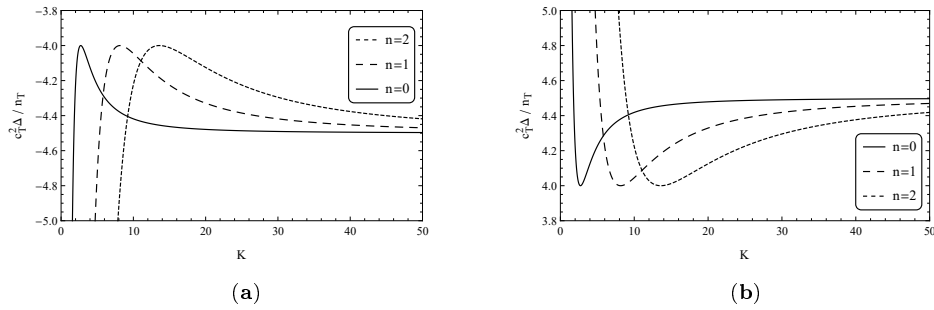 −3.8
−4.0
−4.2
−4.4
−4.6
−4.8
−5.0
c_T^2 Δ / n_T
0 10 20 30 40 50
K
n=2
n=1
n=0
(a)
5.0
4.8
4.6
4.4
4.2
4.0
3.8
c_T^2 Δ / n_T
0 10 20 30 40 50
K
n=0
n=1
n=2
(b)